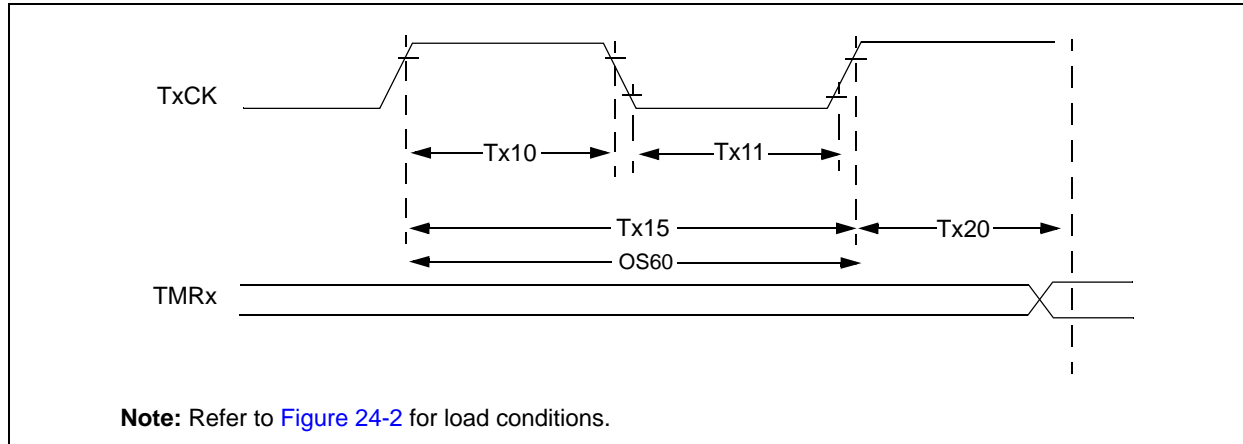 TxCK
Tx10
Tx11
Tx15
Tx20
OS60
TMRx
Note: Refer to Figure 24-2 for load conditions.